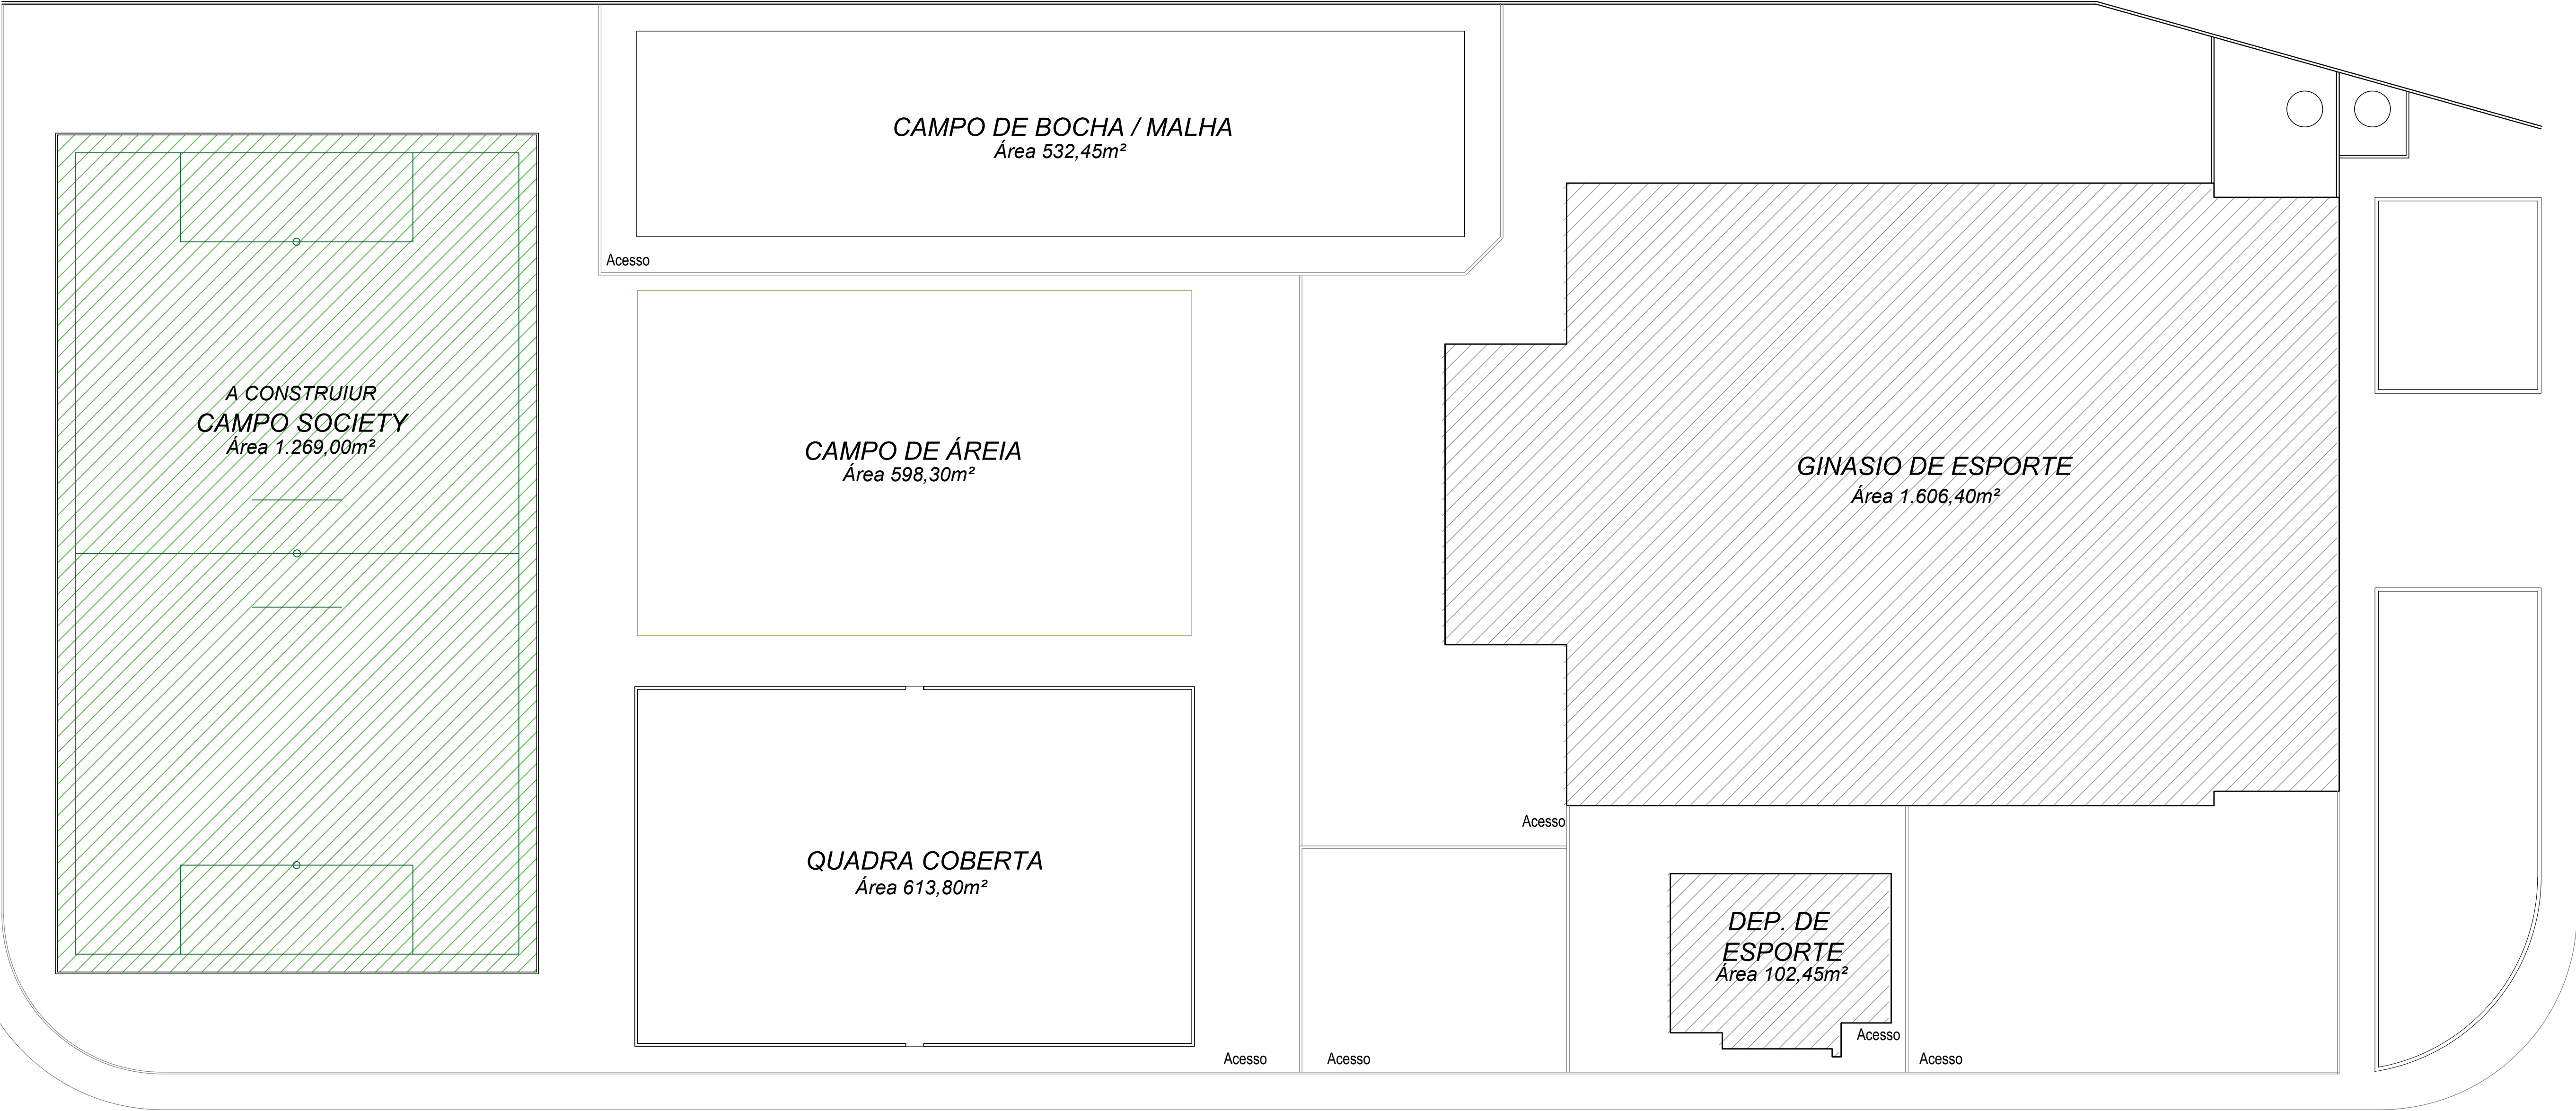 CAMPO DE BOCHA / MALHA
Área 532,45m²
Acesso
A CONSTRUIUR
CAMPO SOCIETY
Área 1.269,00m²
CAMPO DE ÁREIA
Área 598,30m²
GINASIO DE ESPORTE
Área 1.606,40m²
Acesso
QUADRA COBERTA
Área 613,80m²
DEP. DE
ESPORTE
Área 102,45m²
Acesso
Acesso
Acesso
Acesso